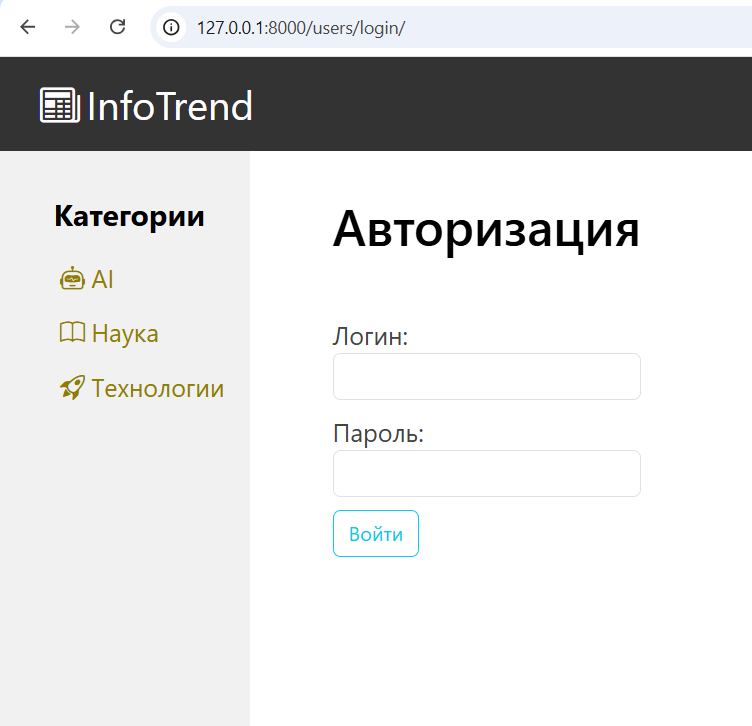 127.0.0.1:8000/users/login/
InfoTrend
Категории
AI
Наука
Технологии
Авторизация
Логин:
Пароль:
Войти